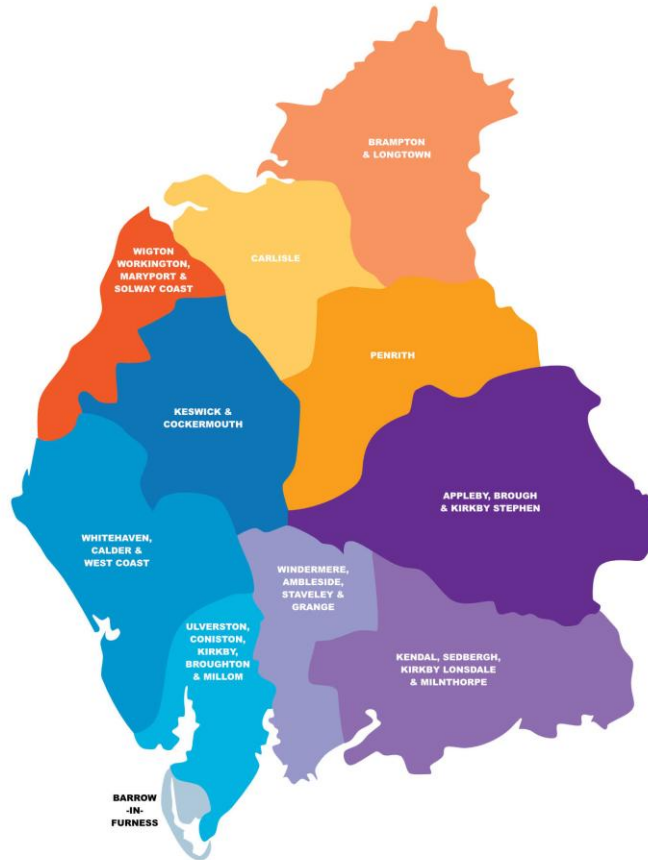 BRAMPTON
& LONGTOWN
CARLISLE
WIGTON
WORKINGTON,
MARYPORT &
SOLWAY COAST
PENRITH
KESWICK &
COCKERMOUTH
APPLEBY, BROUGH
& KIRKBY STEPHEN
WHITEHAVEN,
CALDER &
WEST COAST
WINDERMERE,
AMBLESIDE,
STAVELEY &
GRANGE
ULVERSTON,
CONISTON,
KIRKBY,
BROUGHTON
& MILLOM
KENDAL, SEDBERGH,
KIRKBY LONSDALE
& MILNTHORPE
BARROW
-IN-
FURNESS